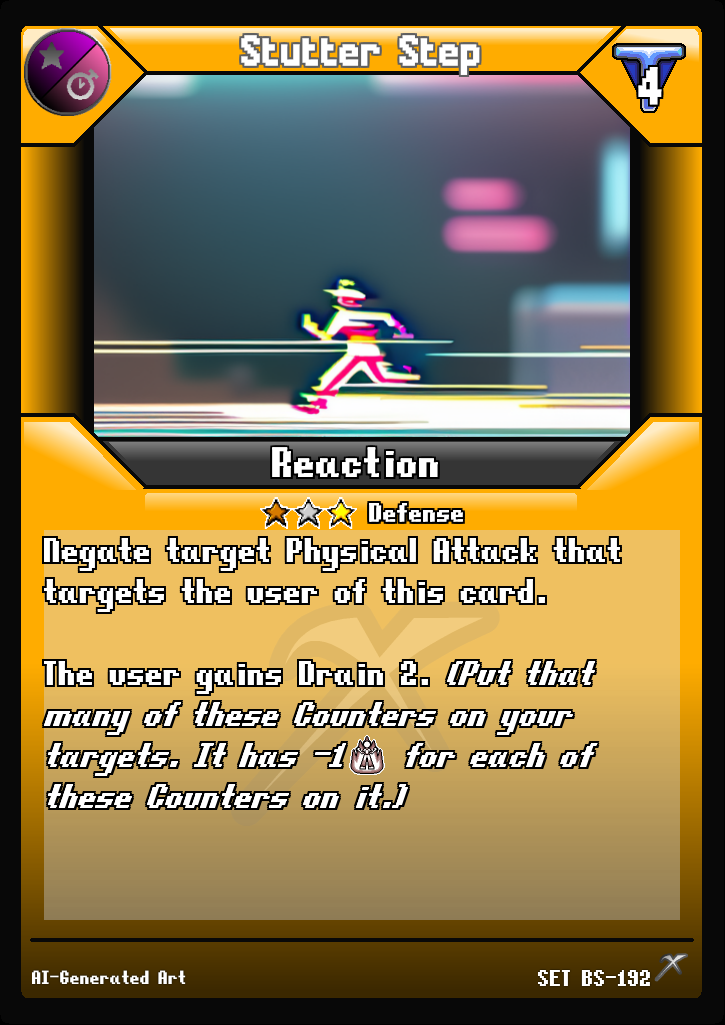 Stutter Step
4
Reaction
Defense
Negate target Physical Attack that
targets the user of this card.
The user gains Drain 2. (Put that
many of these Counters on your
targets. It has -1 for each of
these Counters on it.)
AI-Generated Art
SET BS-192